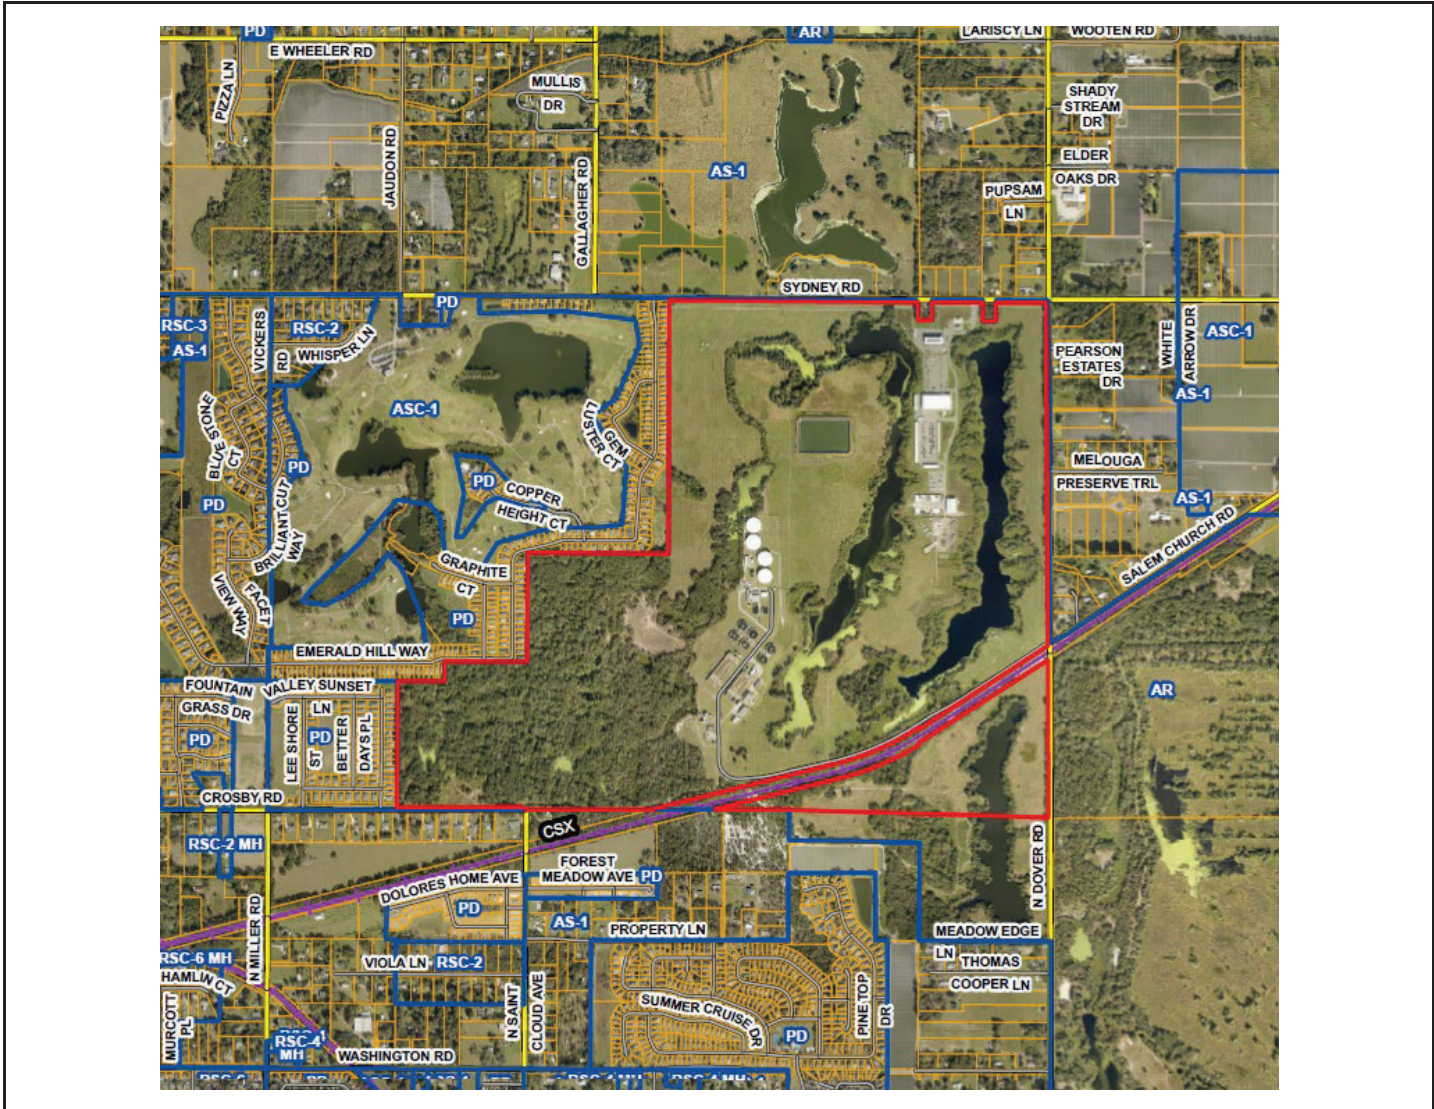 PD
E WHEELER RD
AR
LARISCY LN
WOOTEN RD
PIZZA LN
MULLIS
DR
SHADY
STREAM
DR
JAUDON RD
GALLAGHER RD
AS-1
ELDER
OAKS DR
PUPSAM
LN
SYDNEY RD
PD
RSC-3
AS-1
VICKERS
RD
RSC-2
WHISPER LN
WHITE
ARROW DR
ASC-1
PEARSON
ESTATES
DR
AS-1
ASC-1
BLUE STONE
CT
LUSTER CT
GEM
PD
PD
COPPER
HEIGHT CT
MELOUGA
PRESERVE TRL
AS-1
PD
BRILLIANT CUT
WAY
SALEM CHURCH RD
GRAPHITE
CT
VIEW WAY
FACET
PD
EMERALD HILL WAY
FOUNTAIN
GRASS DR
VALLEY SUNSET
LN
AR
PD
LEE SHORE
ST
PD
BETTER
DAYS PL
CROSBY RD
CSX
RSC-2 MH
FOREST
MEADOW AVE
PD
N DOVER RD
DOLORES HOME AVE
PD
AS-1
PROPERTY LN
MEADOW EDGE
LN
N MILLER RD
RSC-6 MH
HAMLIN CT
VIOLA LN
RSC-2
THOMAS
COOPER LN
MURCOTT
PL
N SAINT
CLOUD AVE
SUMMER CRUISE DR
PINE TOP
DR
PD
RSC-4
MH
WASHINGTON RD